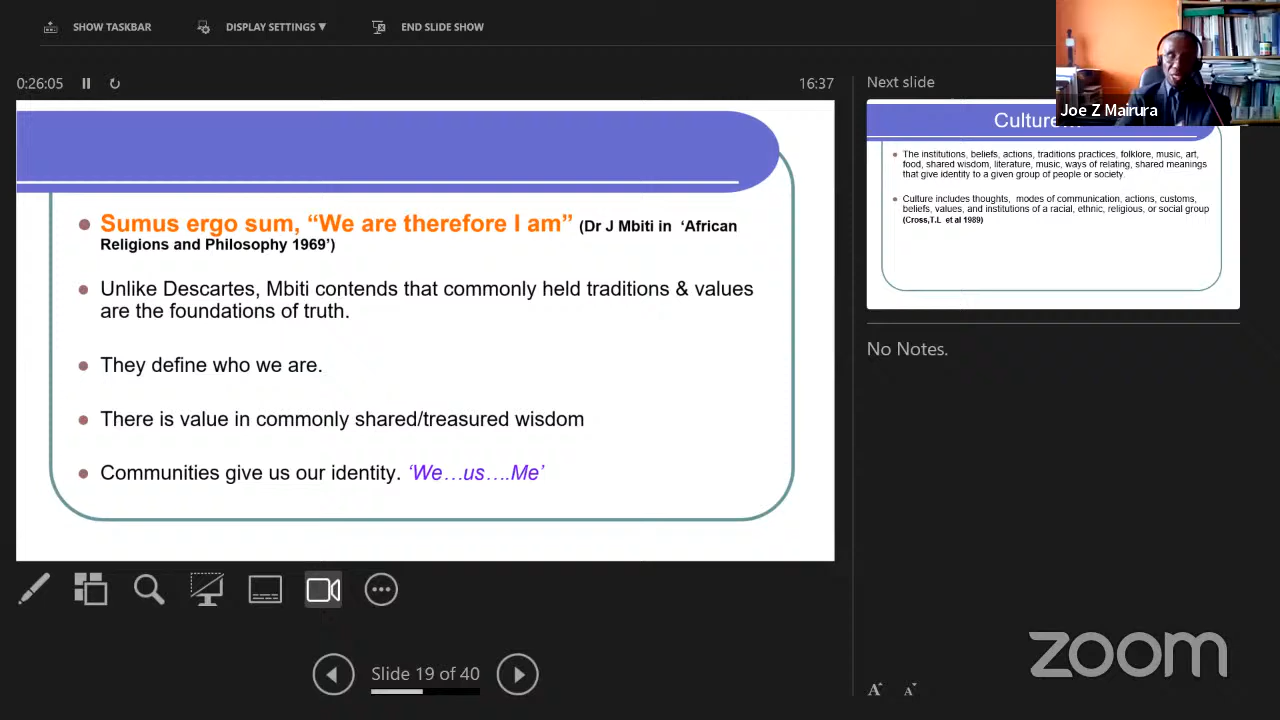 SHOW TASKBAR
DISPLAY SETTINGS ▼
END SLIDE SHOW
0:26:05
16:37
Sumus ergo sum, “We are therefore I am” (Dr J Mbiti in ‘African
Religions and Philosophy 1969’)
Unlike Descartes, Mbiti contends that commonly held traditions & values
are the foundations of truth.
They define who we are.
There is value in commonly shared/treasured wisdom
Communities give us our identity. ‘We…us….Me’
Slide 19 of 40
Next slide
Joe Z Mairura
Culture…
The institutions, beliefs, actions, traditions practices, folklore, music, art,
food, shared wisdom, literature, music, ways of relating, shared meanings
that give identity to a given group of people or society.
Culture includes thoughts, modes of communication, actions, customs,
beliefs, values, and institutions of a racial, ethnic, religious, or social group
(Cross,T.L et al 1989)
No Notes.
zoom
A A